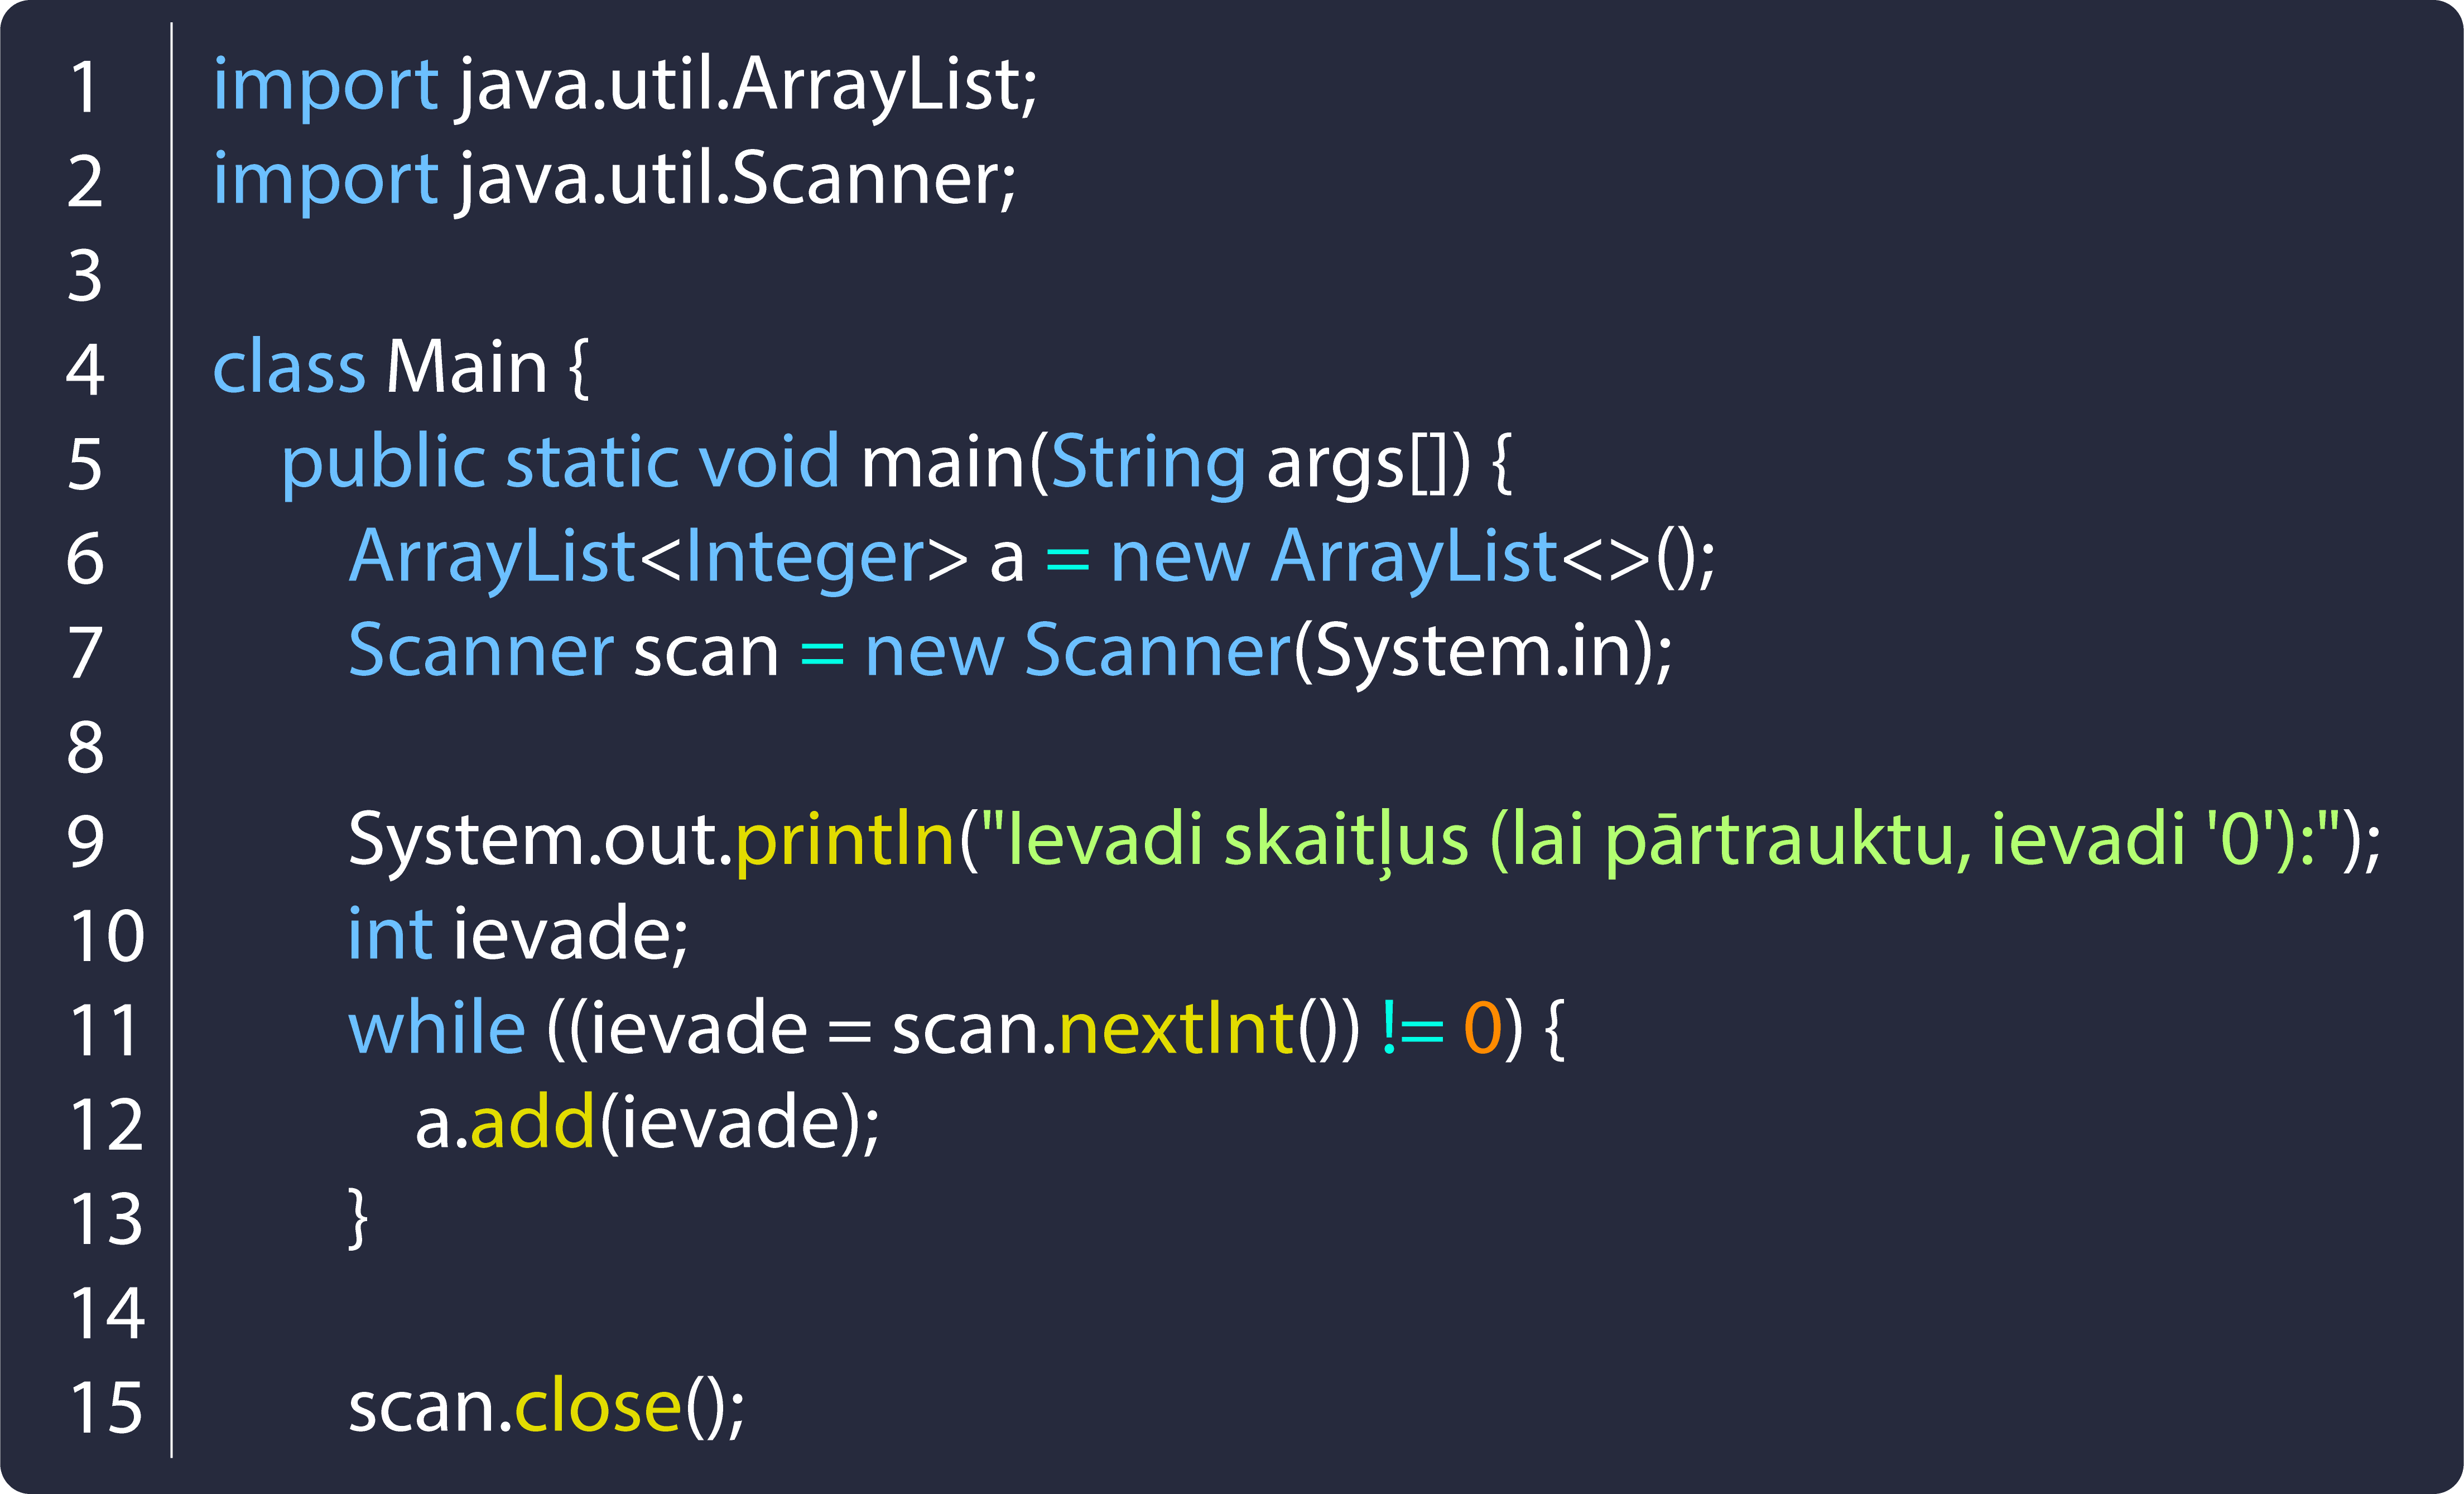 1 import java.util.ArrayList;
2 import java.util.Scanner;
3
4 class Main {
5 public static void main(String args[]) {
6 ArrayList<Integer> a = new ArrayList<>();
7 Scanner scan = new Scanner(System.in);
8
9 System.out.println("Ievadi skaitļus (lai pārtrauktu, ievadi '0'):");
10 int ievade;
11 while ((ievade = scan.nextInt()) != 0) {
12 a.add(ievade);
13 }
14
15 scan.close();